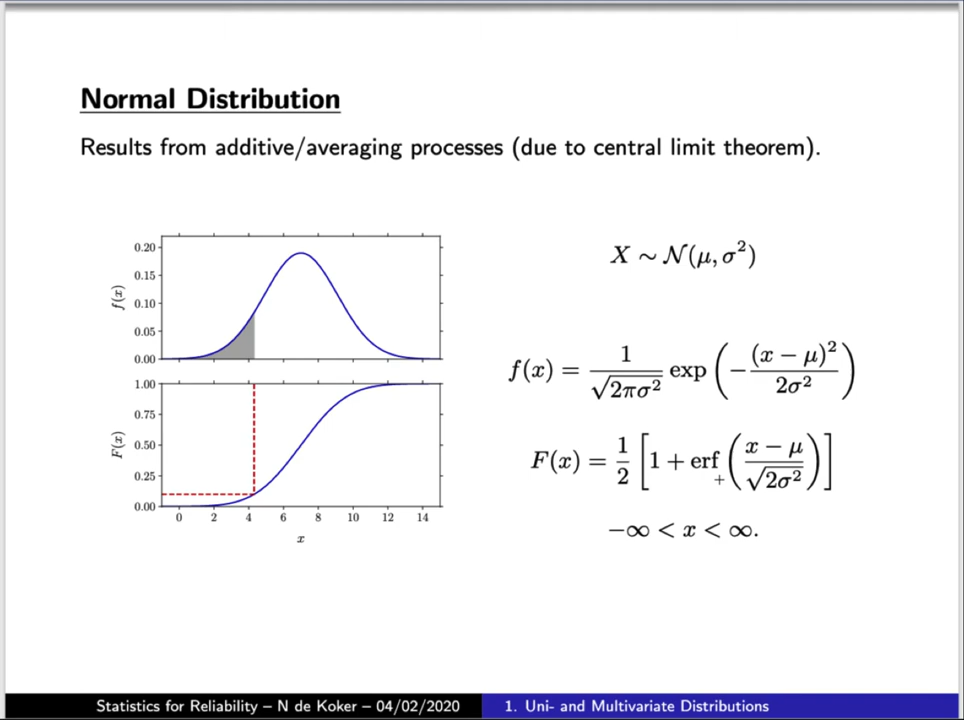 Normal Distribution
Results from additive/averaging processes (due to central limit theorem).
0.20
0.15
0.10
0.05
0.00
f(x)
1.00
0.75
0.50
0.25
0.00
F(x)
0 2 4 6 8 10 12 14
x
X ∼ N(μ, σ²)
f(x) = 1/√(2πσ²) exp(−(x − μ)²/2σ²)
F(x) = 1/2 [1 + erf((x − μ)/√(2σ²))]
−∞ < x < ∞.
Statistics for Reliability – N de Koker – 04/02/2020
1. Uni- and Multivariate Distributions